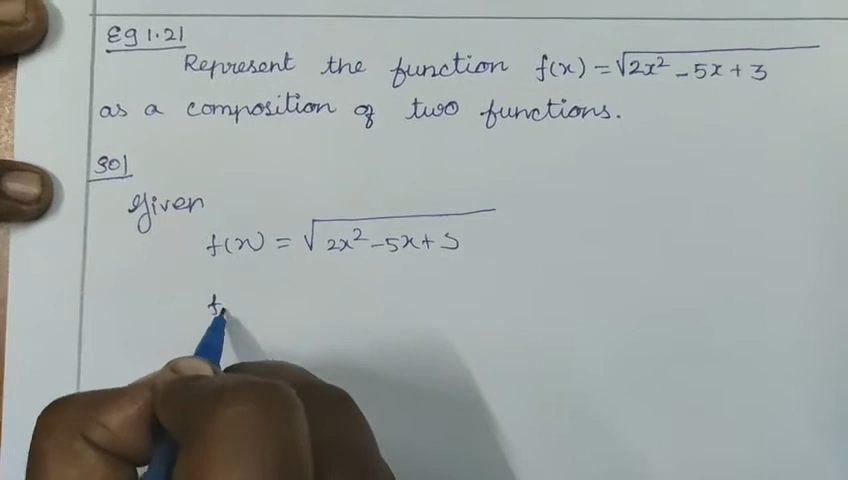 Eg 1.21
Represent the function f(x) = √2x² - 5x + 3
as a composition of two functions.
Sol
Given
f(x) = √2x² - 5x + 3
f